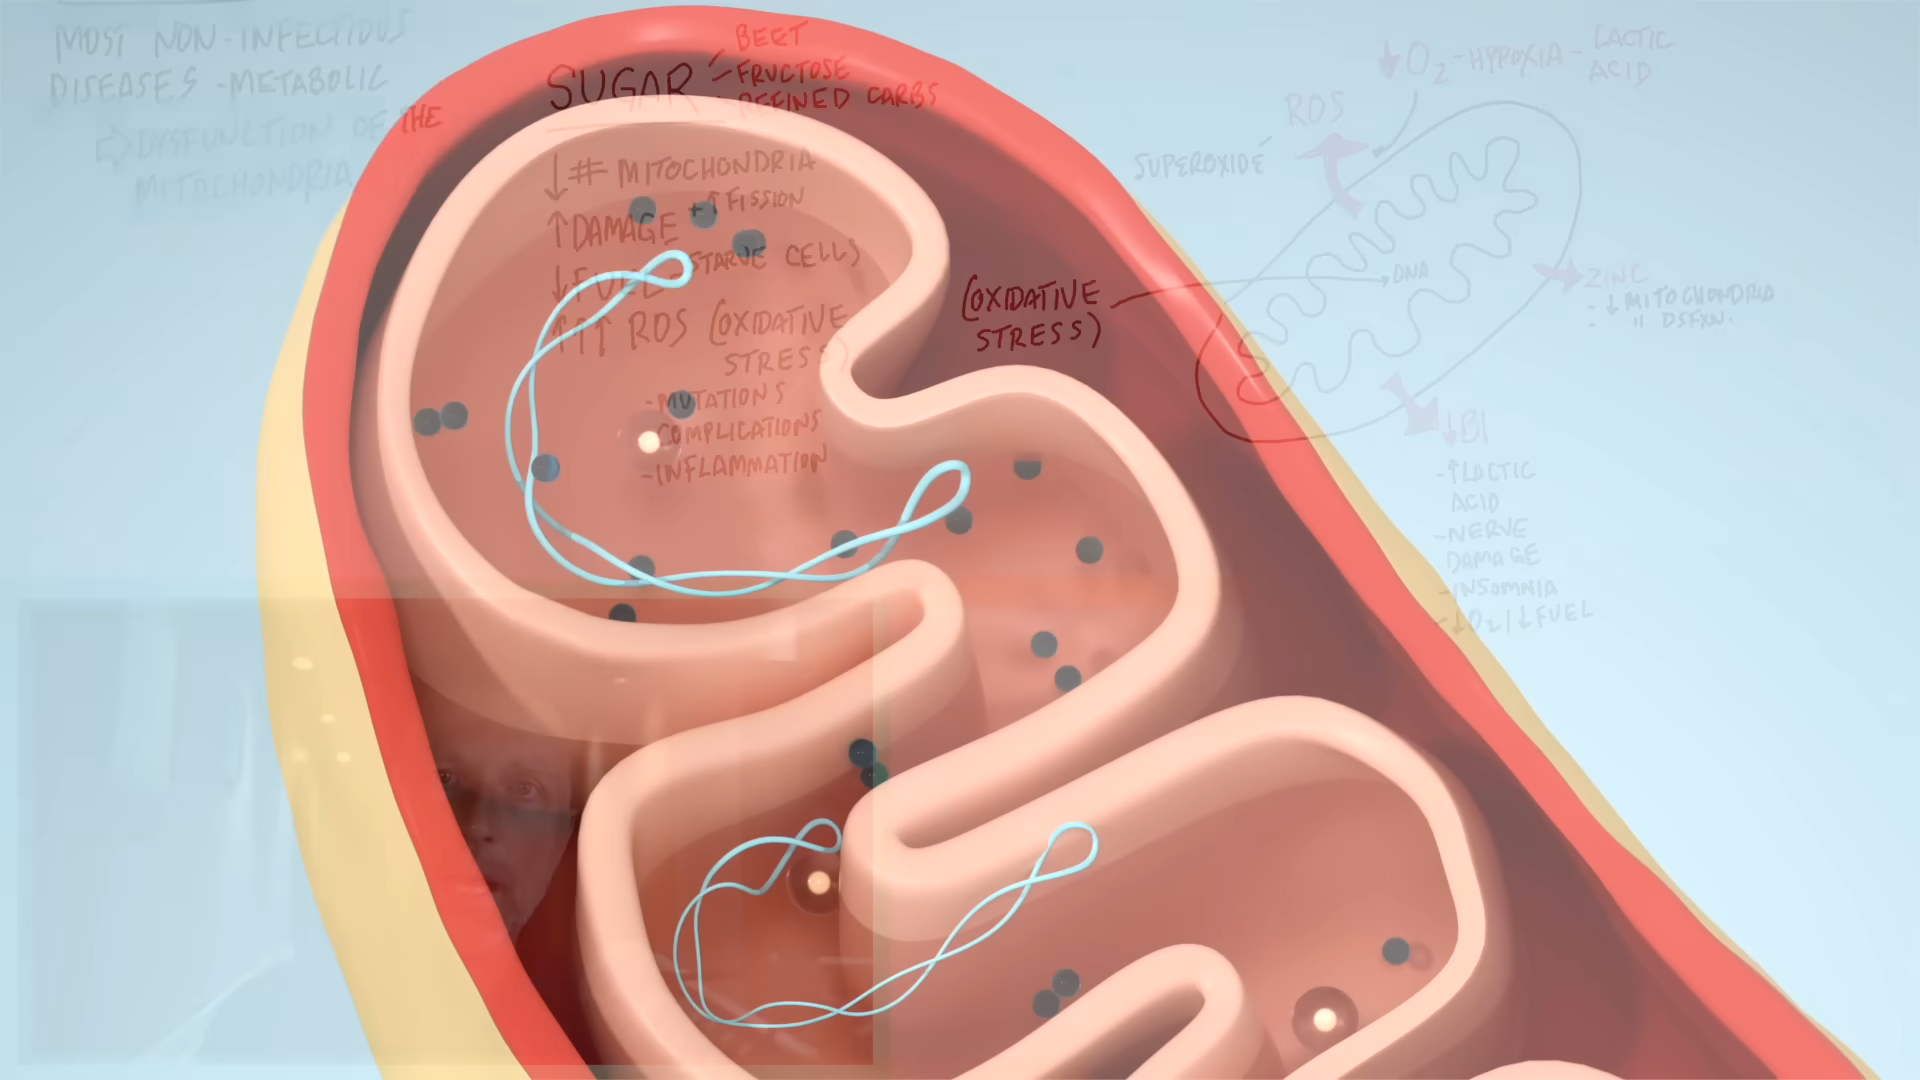 MOST NON-INFECTIOUS
DISEASES -METABOLIC
⇨ DYSFUNCTION OF THE
MITOCHONDRIA
SUGAR
- BEET
- FRUCTOSE
REFINED CARBS
↓ # MITOCHONDRIA
↑ DAMAGE + ↑ FISSION
↓ FUEL (STARVE CELLS)
↑↑↑ ROS (OXIDATIVE
STRESS)
- MUTATIONS
- COMPLICATIONS
- INFLAMMATION
(OXIDATIVE
STRESS)
↓ O2 - HYPOXIA - LACTIC
ACID
ROS
SUPEROXIDE
DNA
ZINC
- ↓ MITOCHONDRIA
- " DSFXN.
↓ B1
- ↑ LACTIC
ACID
- NERVE
DAMAGE
- INSOMNIA
- ↓ O2 / ↓ FUEL